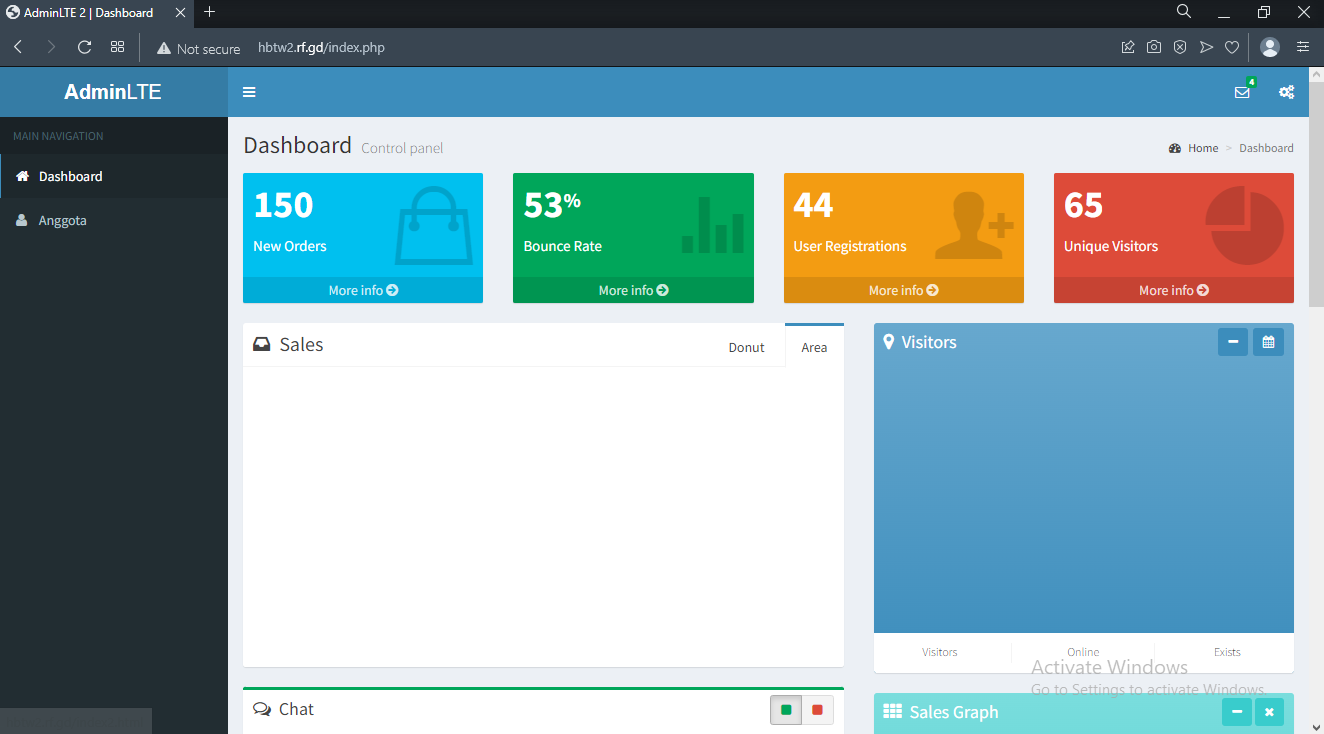 AdminLTE 2 | Dashboard
Not secure hbtw2.rf.gd/index.php
AdminLTE
4
MAIN NAVIGATION
Dashboard
Anggota
Dashboard Control panel
Home > Dashboard
150
New Orders
More info
53%
Bounce Rate
More info
44
User Registrations
More info
65
Unique Visitors
More info
Sales
Donut
Area
Visitors
Visitors
Online
Exists
Activate Windows
Go to Settings to activate Windows.
Chat
Sales Graph